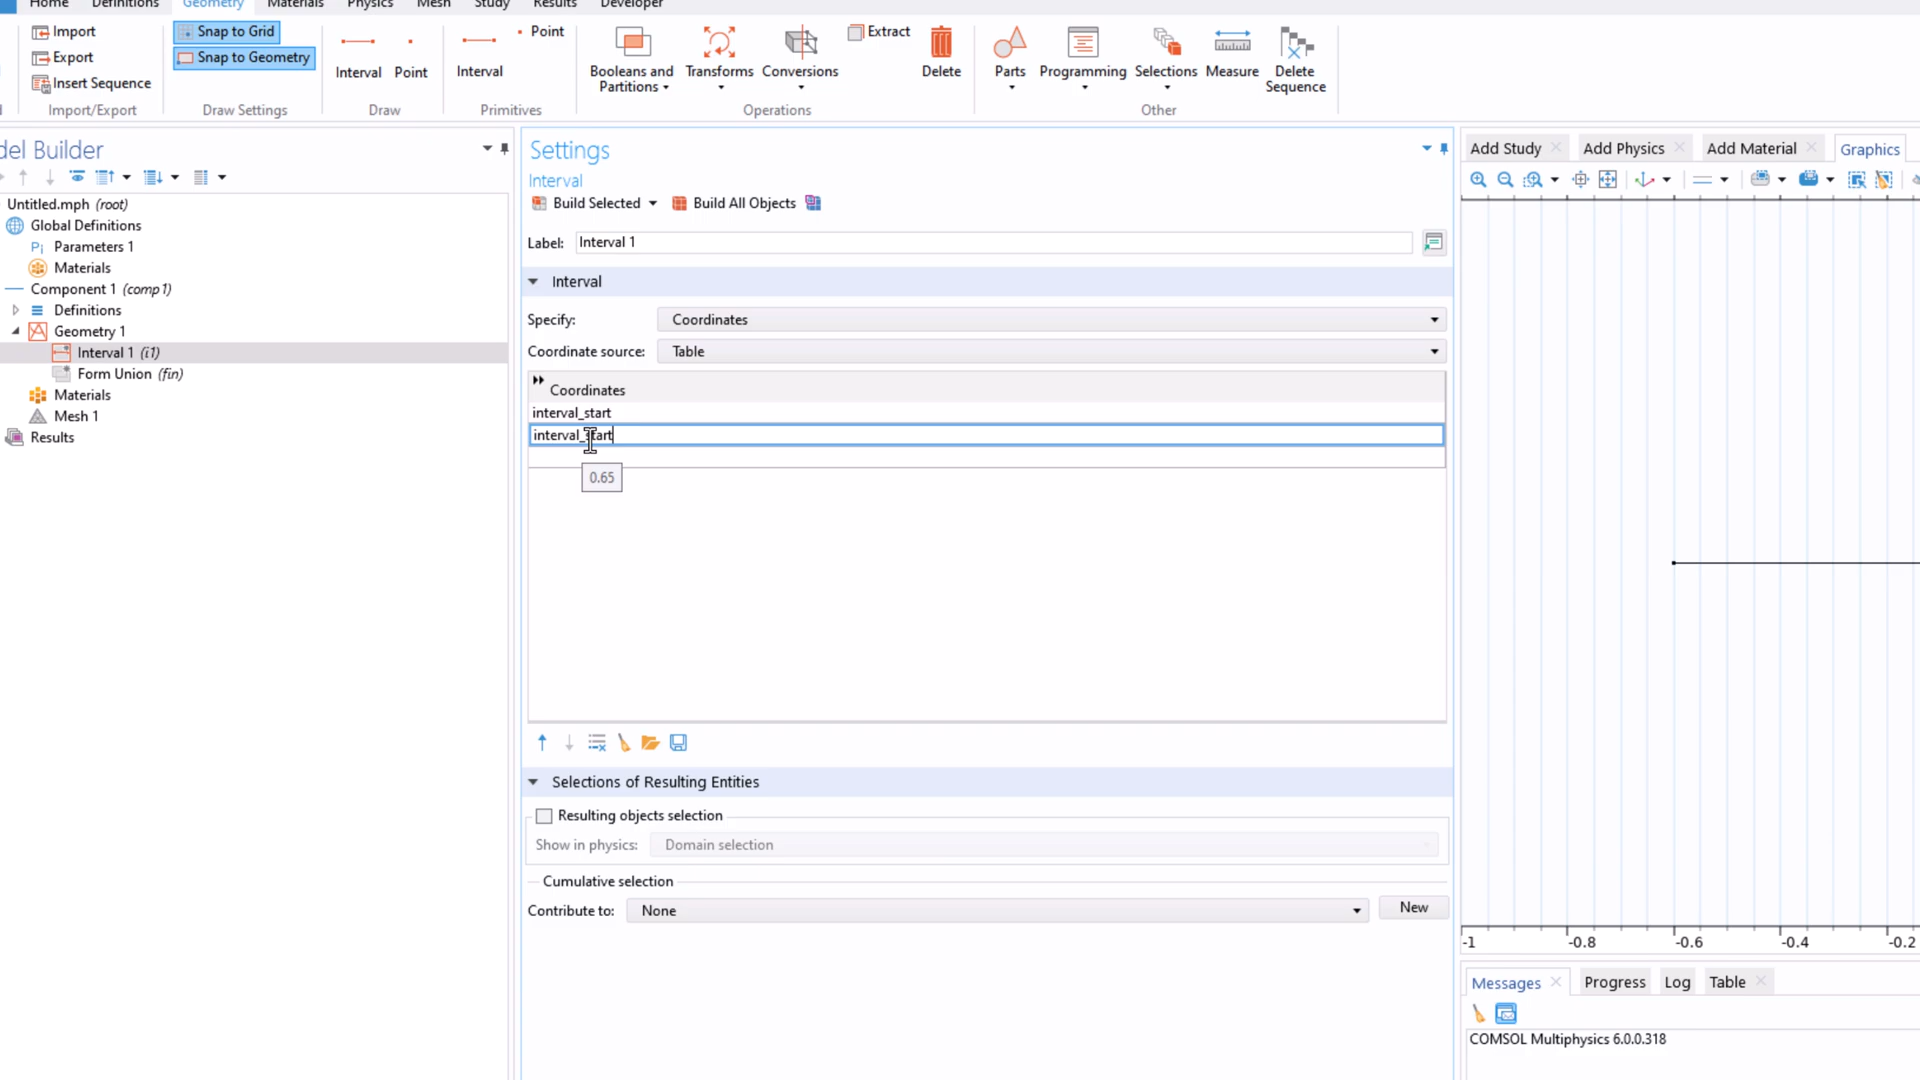 Home Definitions Geometry Materials Physics Mesh Study Results Developer
Import
Export
Insert Sequence
Import/Export
Snap to Grid
Snap to Geometry
Draw Settings
Interval Point
Draw
Interval
Point
Primitives
Booleans and
Partitions
Transforms
Conversions
Extract
Delete
Operations
Parts
Programming
Selections
Measure
Delete
Sequence
Other
del Builder
Untitled.mph (root)
Global Definitions
Pi Parameters 1
Materials
Component 1 (comp1)
Definitions
Geometry 1
Interval 1 (i1)
Form Union (fin)
Materials
Mesh 1
Results
Settings
Interval
Build Selected
Build All Objects
Label: Interval 1
Interval
Specify: Coordinates
Coordinate source: Table
Coordinates
interval_start
interval_start
0.65
Selections of Resulting Entities
Resulting objects selection
Show in physics: Domain selection
Cumulative selection
Contribute to: None
New
Add Study
Add Physics
Add Material
Graphics
-1 -0.8 -0.6 -0.4 -0.2
Messages
Progress
Log
Table
COMSOL Multiphysics 6.0.0.318